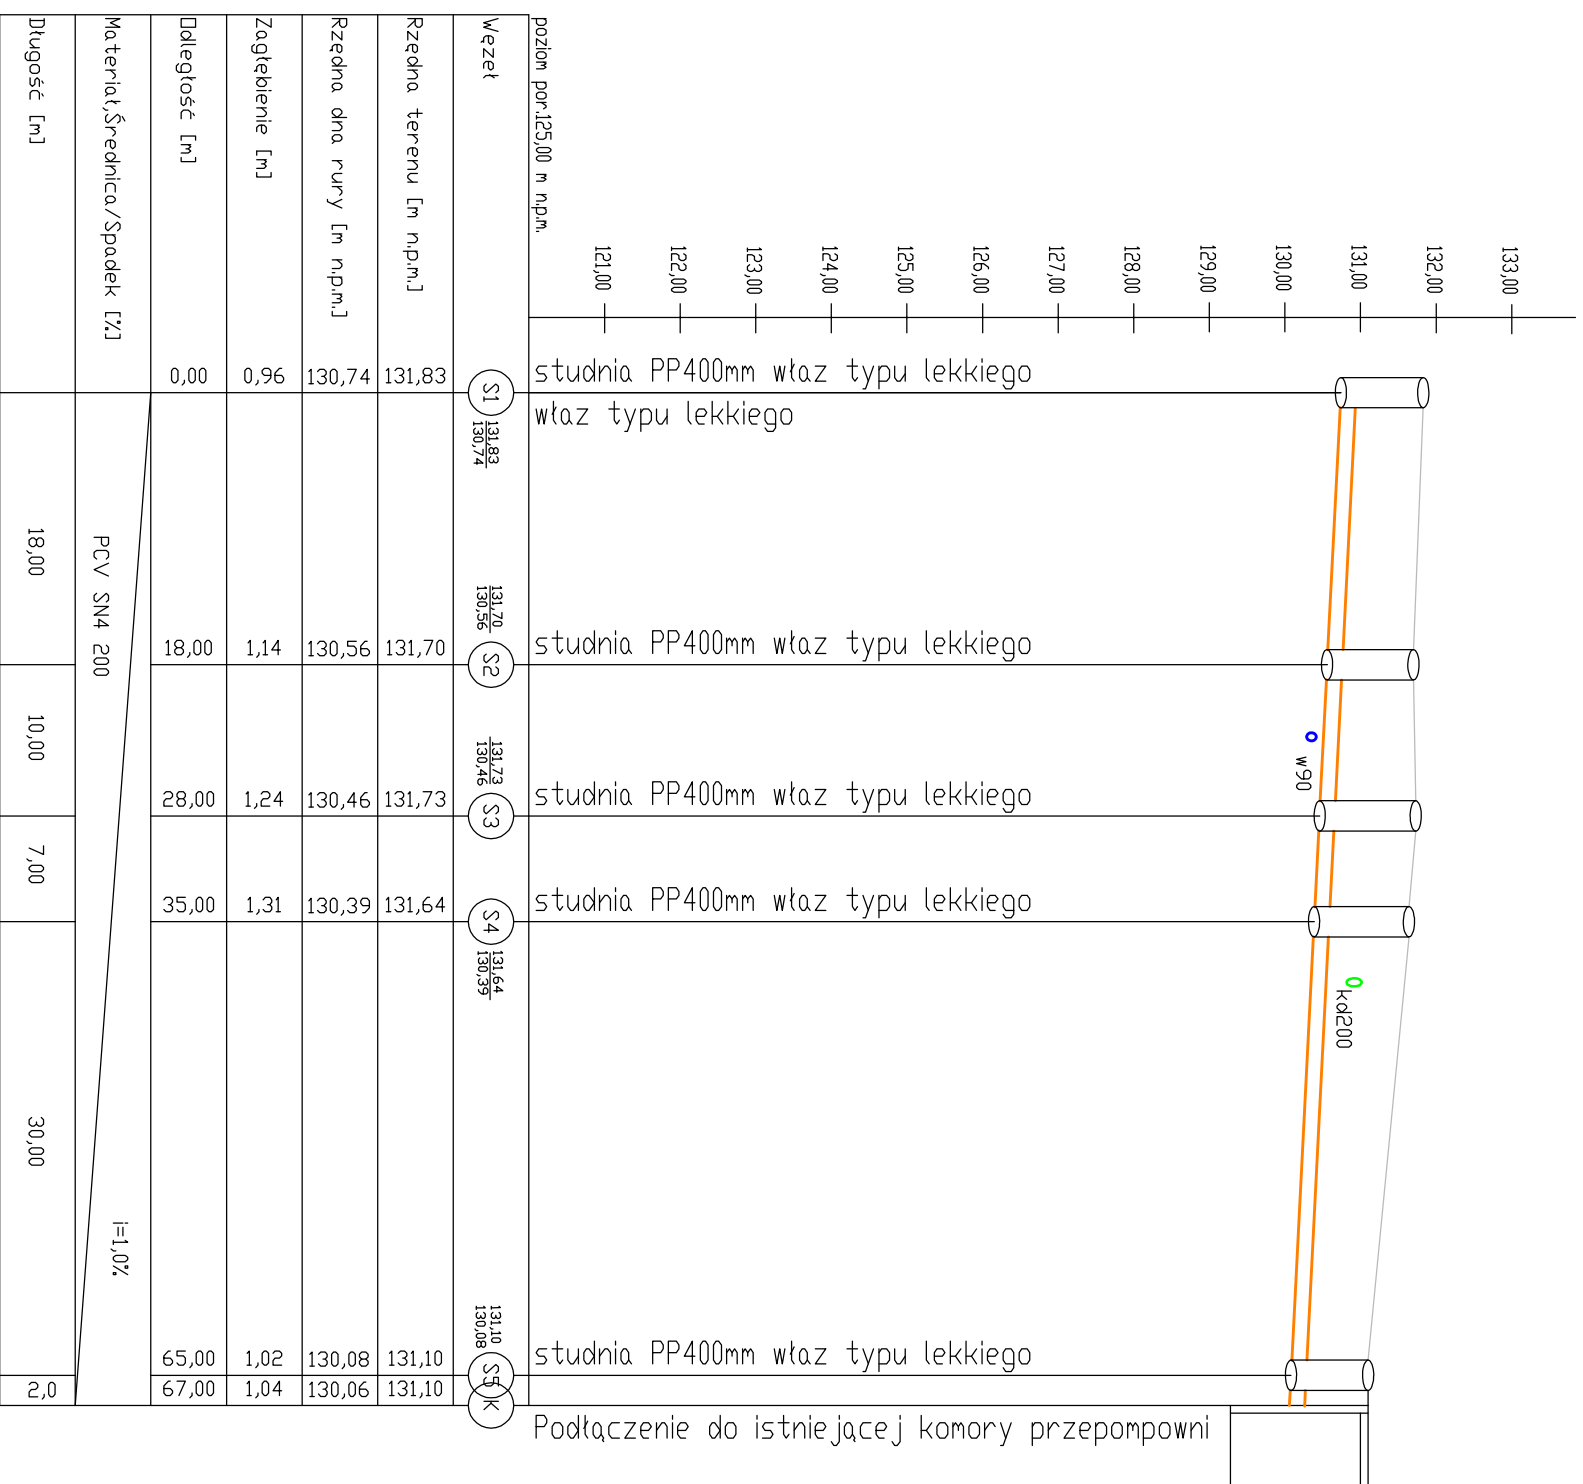 poziom por.125,00 m n.p.m.
133,00
132,00
131,00
130,00
129,00
128,00
127,00
126,00
125,00
124,00
123,00
122,00
121,00
studnia PP400mm właz typu lekkiego
właz typu lekkiego
studnia PP400mm właz typu lekkiego
studnia PP400mm właz typu lekkiego
studnia PP400mm właz typu lekkiego
studnia PP400mm właz typu lekkiego
Podłączenie do istniejącej komory przepompowni
w90
kd200
Węzeł
S1
131,83
130,74
131,70
130,56
S2
131,73
130,46
S3
S4
131,64
130,39
131,10
130,08
S5
K
Rzędna terenu [m n.p.m.]
131,83
131,70
131,73
131,64
131,10
131,10
Rzędna dna rury [m n.p.m.]
130,74
130,56
130,46
130,39
130,08
130,06
Zagłębienie [m]
0,96
1,14
1,24
1,31
1,02
1,04
Odległość [m]
0,00
18,00
28,00
35,00
65,00
67,00
Materiał,Średnica/Spadek [%]
PCV SN4 200
i=1,0%
Długość [m]
18,00
10,00
7,00
30,00
2,0